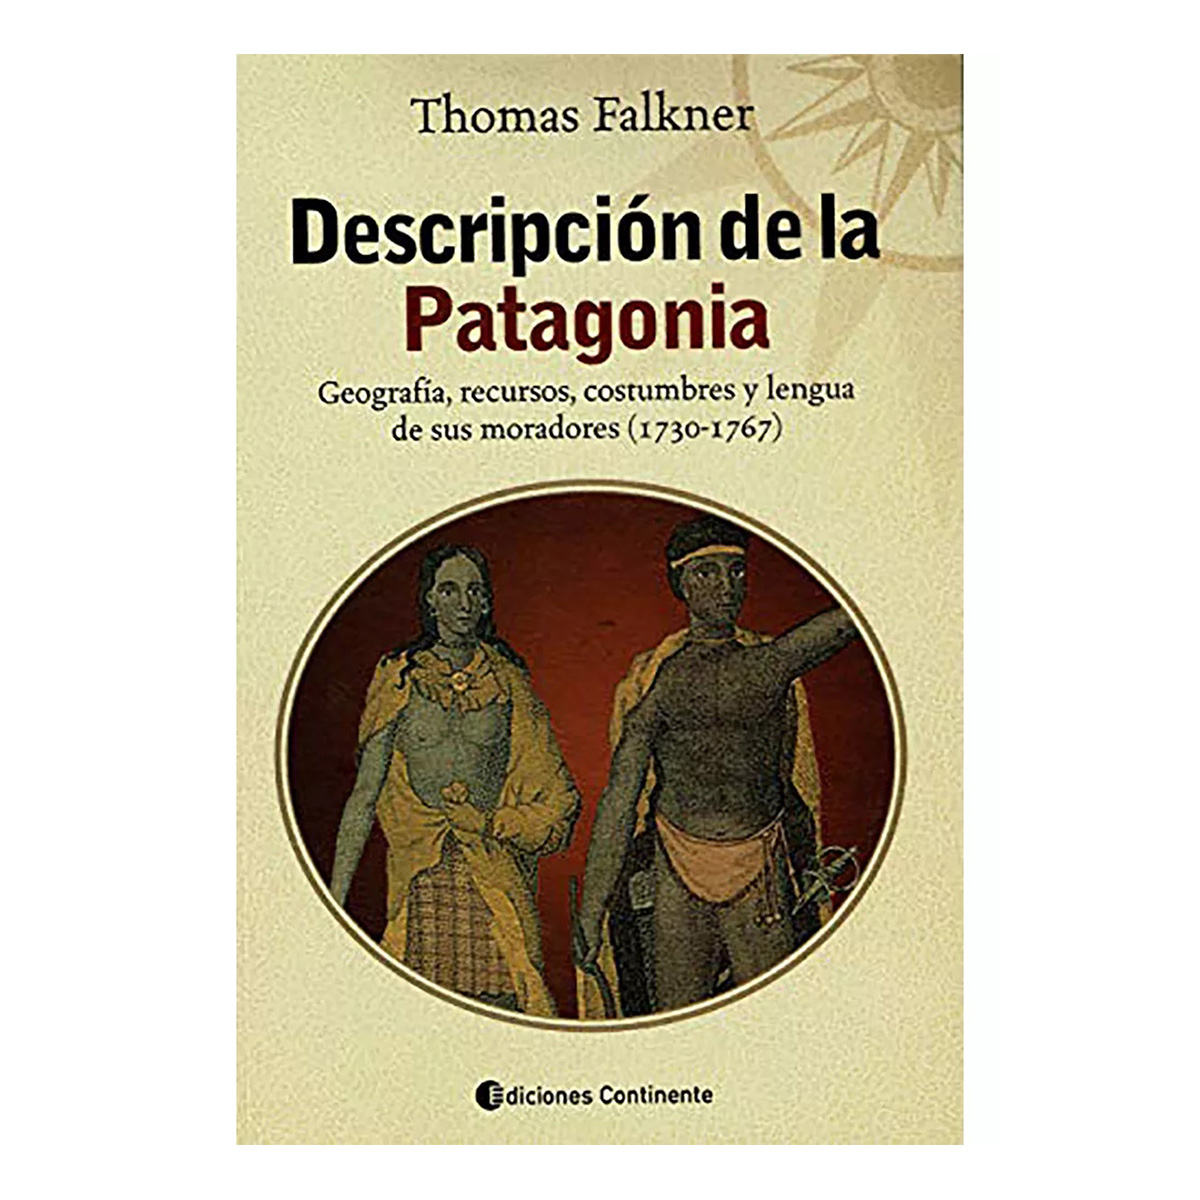 Thomas Falkner
Descripción de la
Patagonia
Geografía, recursos, costumbres y lengua
de sus moradores (1730-1767)
Ediciones Continente